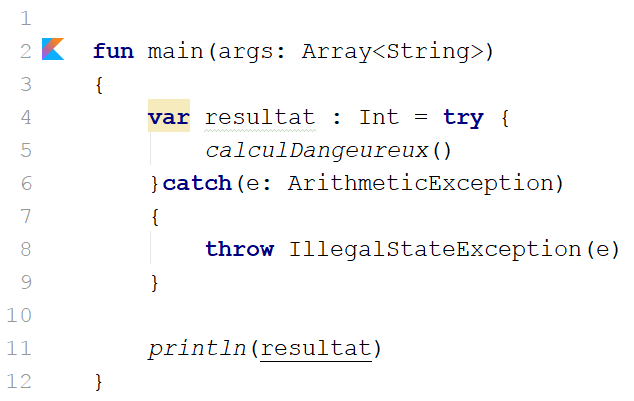 1
2 fun main(args: Array<String>)
3 {
4 var resultat : Int = try {
5 calculDangeureux()
6 }catch(e: ArithmeticException)
7 {
8 throw IllegalStateException(e)
9 }
10
11 println(resultat)
12 }